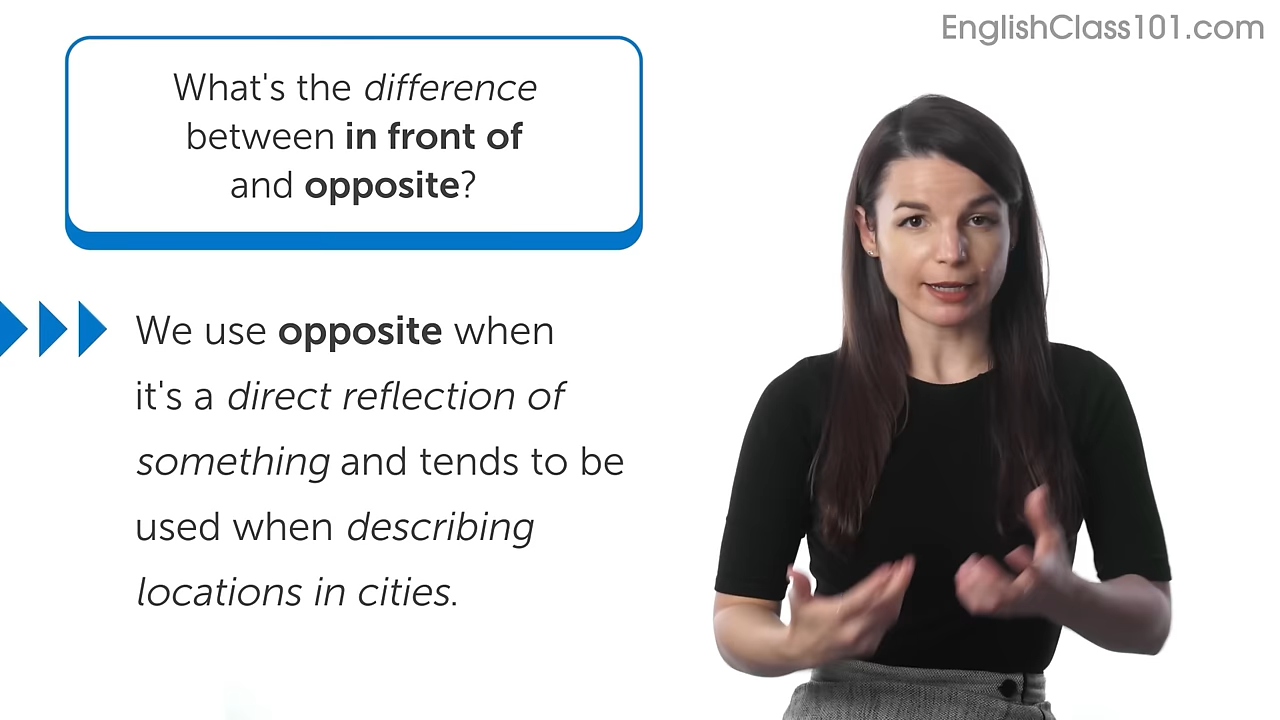 EnglishClass101.com
What's the difference
between in front of
and opposite?
We use opposite when
it's a direct reflection of
something and tends to be
used when describing
locations in cities.